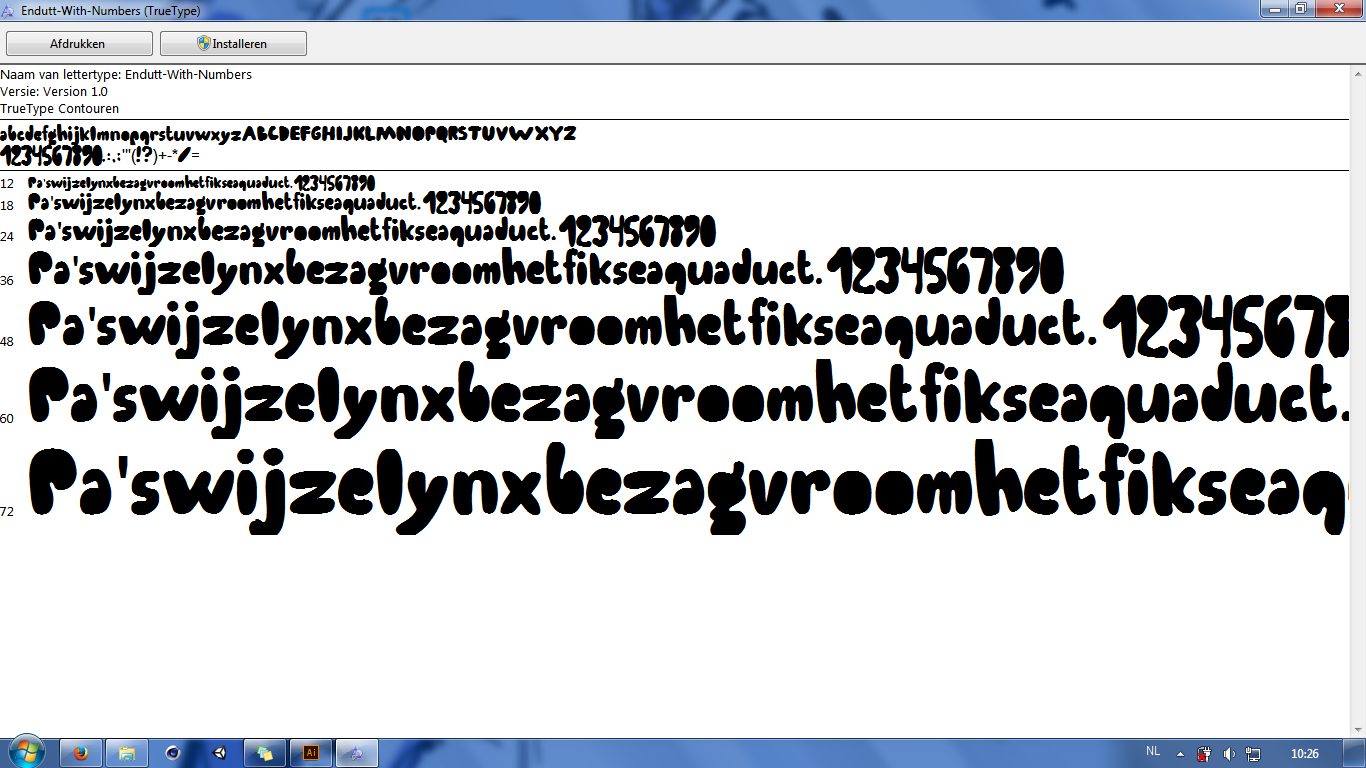 Endutt-With-Numbers (TrueType)
Afdrukken Installeren
Naam van lettertype: Endutt-With-Numbers
Versie: Version 1.0
TrueType Contouren
abcdefghijklmnopqrstuvwxyzABCDEFGHIJKLMNOPQRSTUVWXYZ
1234567890.:,;'"(!?)+-*/=
12 Pa'swijzelynxbezagvroomhetfikseaquaduct.1234567890
18 Pa'swijzelynxbezagvroomhetfikseaquaduct.1234567890
24 Pa'swijzelynxbezagvroomhetfikseaquaduct.1234567890
36 Pa'swijzelynxbezagvroomhetfikseaquaduct.1234567890
48 Pa'swijzelynxbezagvroomhetfikseaquaduct.12345678
60 Pa'swijzelynxbezagvroomhetfikseaquaduct.
72 Pa'swijzelynxbezagvroomhetfikseaq
Ai NL 10:26